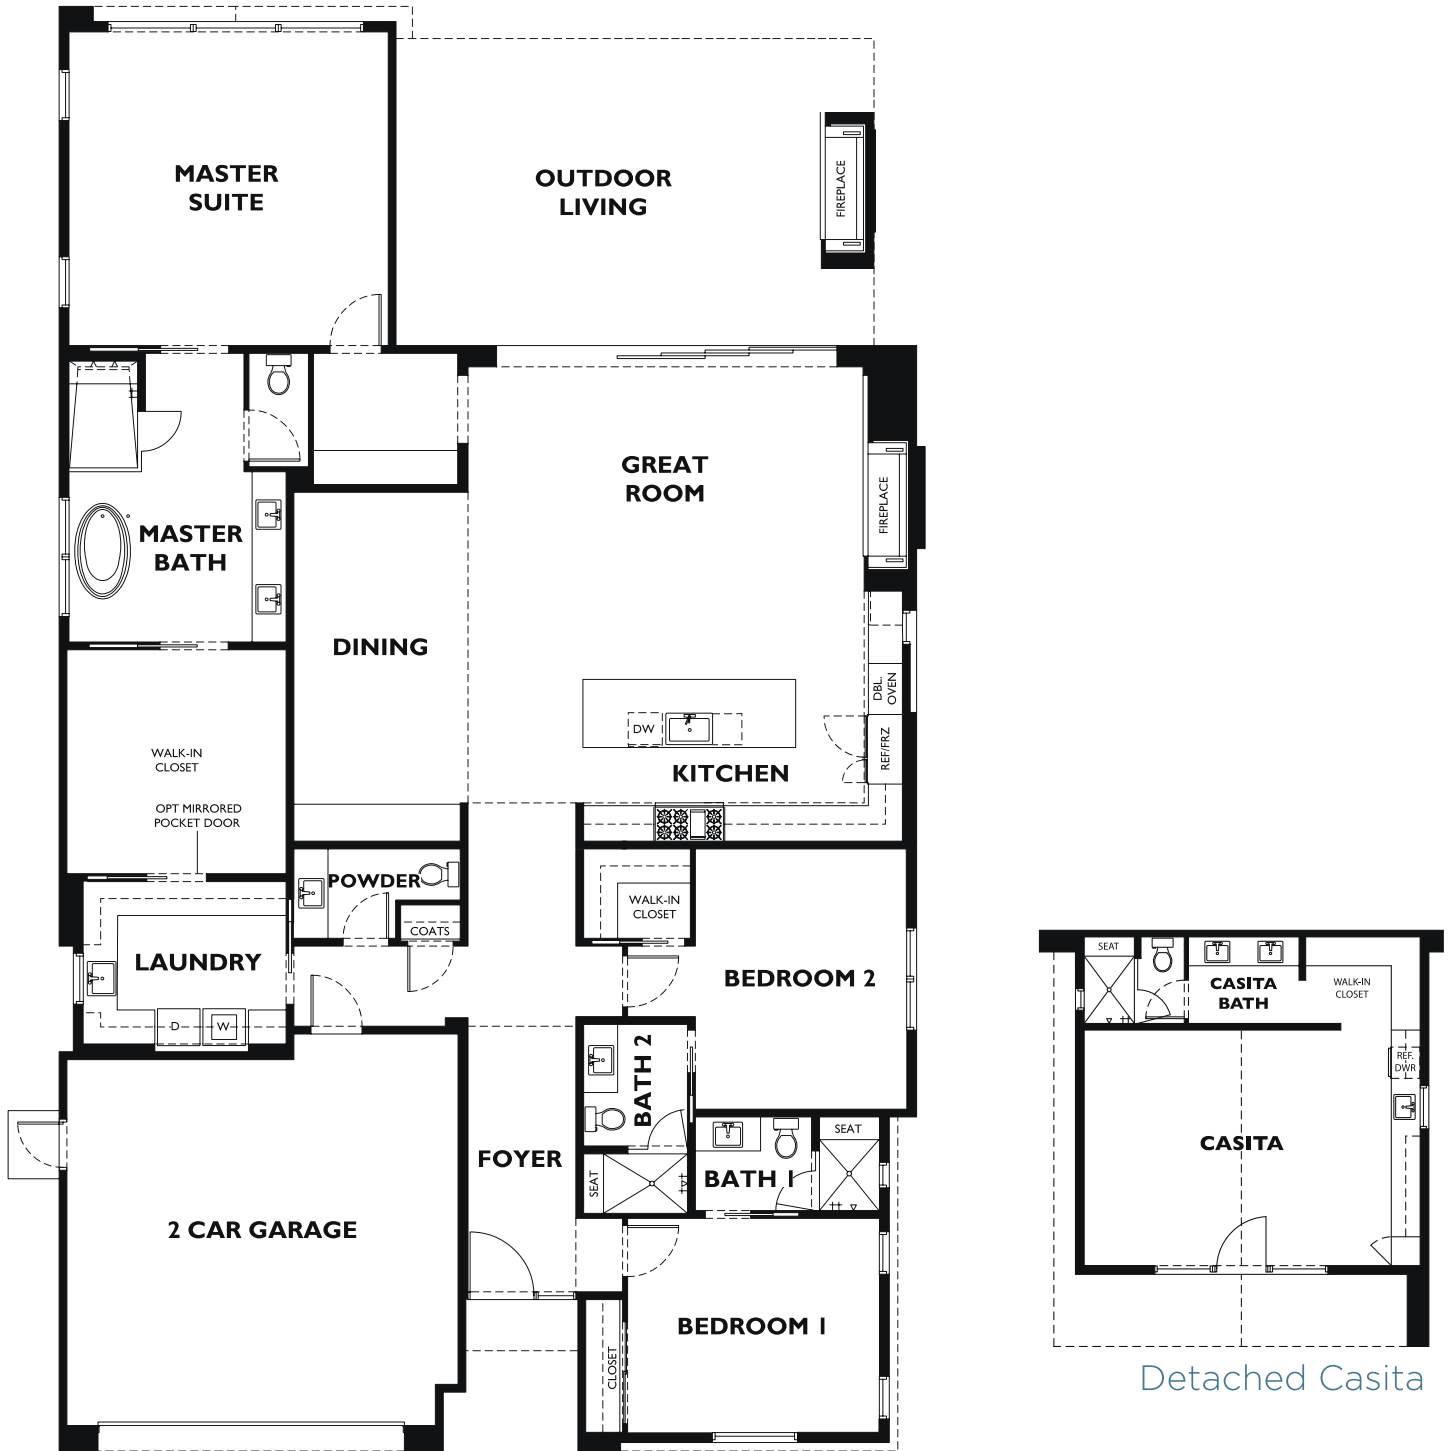 MASTER
SUITE
OUTDOOR
LIVING
FIREPLACE
GREAT
ROOM
FIREPLACE
MASTER
BATH
DINING
DBL.
OVEN
DW
REF/FRZ
KITCHEN
WALK-IN
CLOSET
OPT MIRRORED
POCKET DOOR
POWDER
WALK-IN
CLOSET
COATS
LAUNDRY
BEDROOM 2
D
W
BATH 2
SEAT
FOYER
SEAT
BATH 1
2 CAR GARAGE
BEDROOM 1
CLOSET
SEAT
CASITA
BATH
WALK-IN
CLOSET
REF.
DWR
CASITA
Detached Casita